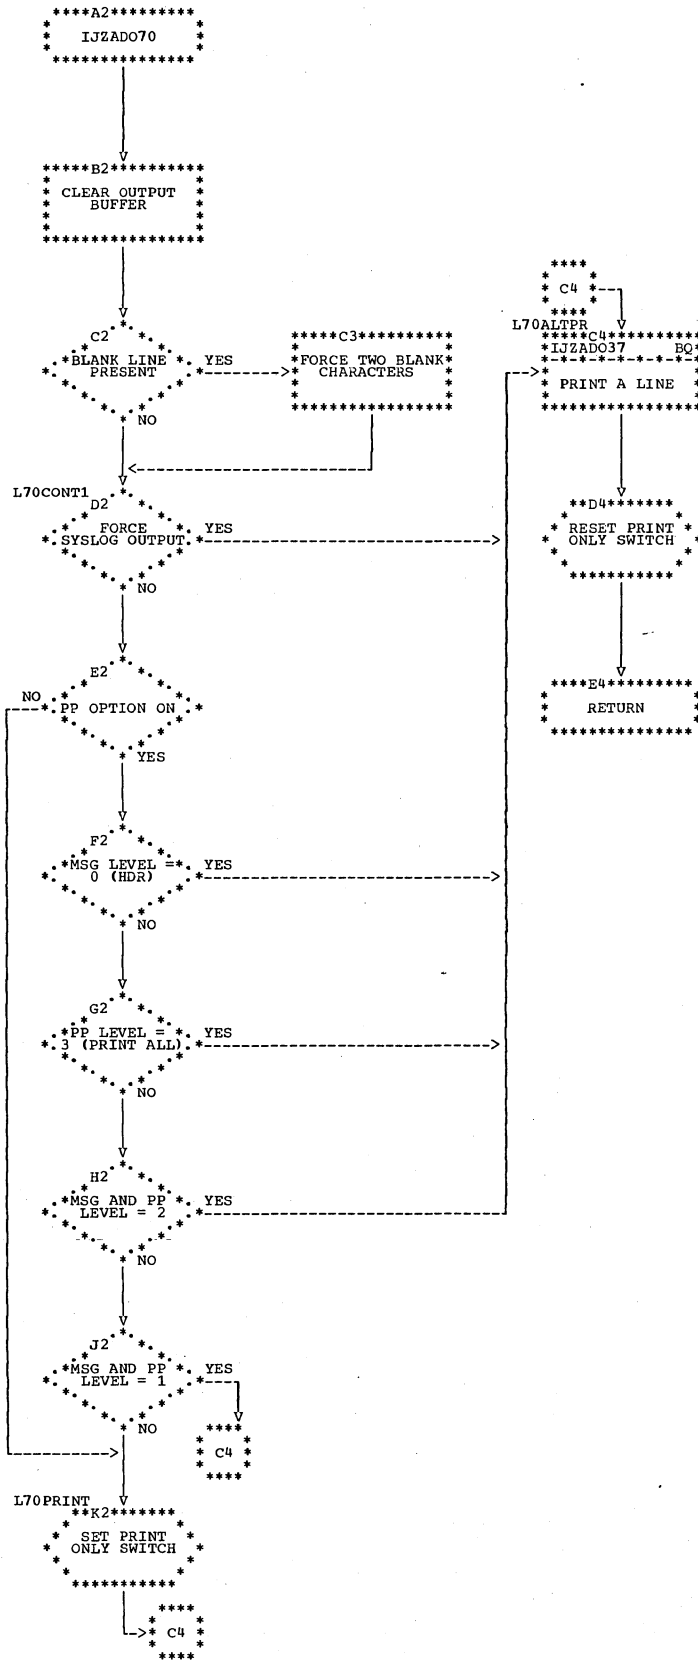 A2
IJZADO70
B2
CLEAR OUTPUT
BUFFER
C2
BLANK LINE
PRESENT
YES
NO
C3
FORCE TWO BLANK
CHARACTERS
C4
L70ALTPR
C4
IJZADO37 BQ
PRINT A LINE
L70CONT1
D2
FORCE
SYSLOG OUTPUT
YES
NO
D4
RESET PRINT
ONLY SWITCH
E2
NO
PP OPTION ON
YES
E4
RETURN
F2
MSG LEVEL =
0 (HDR)
YES
NO
G2
PP LEVEL =
3 (PRINT ALL)
YES
NO
H2
MSG AND PP
LEVEL = 2
YES
NO
J2
MSG AND PP
LEVEL = 1
YES
NO
C4
L70PRINT
K2
SET PRINT
ONLY SWITCH
C4